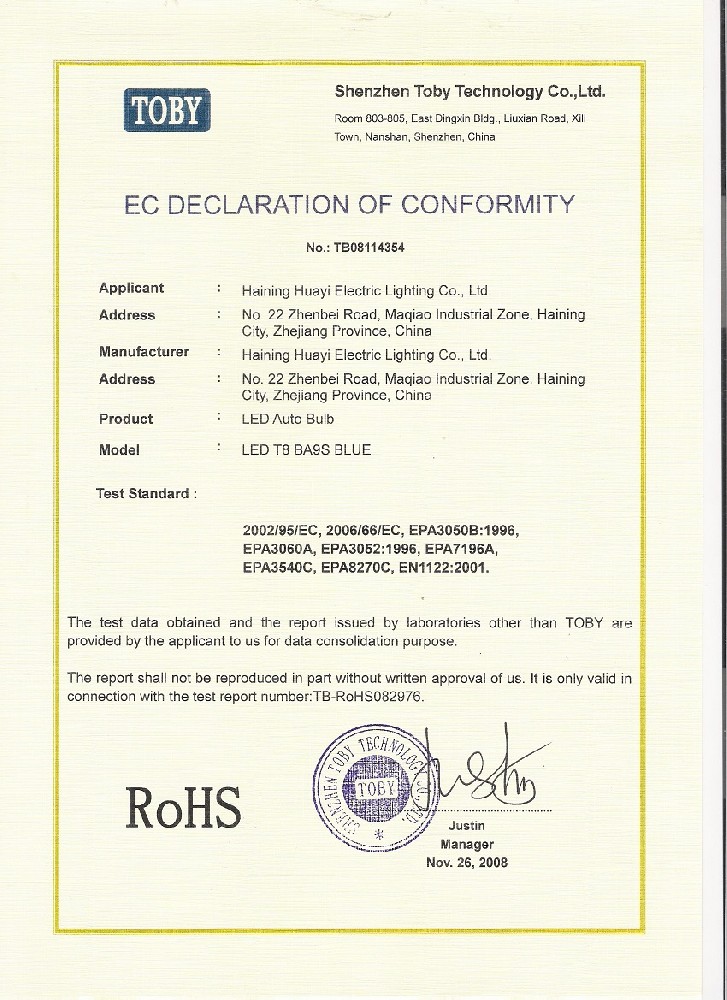 TOBY
Shenzhen Toby Technology Co.,Ltd.
Room 803-805, East Dingxin Bldg., Liuxian Road, Xili
Town, Nanshan, Shenzhen, China
EC DECLARATION OF CONFORMITY
No.: TB08114354
Applicant : Haining Huayi Electric Lighting Co., Ltd
Address : No. 22 Zhenbei Road, Maqiao Industrial Zone, Haining
City, Zhejiang Province, China
Manufacturer : Haining Huayi Electric Lighting Co., Ltd.
Address : No. 22 Zhenbei Road, Maqiao Industrial Zone, Haining
City, Zhejiang Province, China
Product : LED Auto Bulb
Model : LED T8 BA9S BLUE
Test Standard :
2002/95/EC, 2006/66/EC, EPA3050B:1996,
EPA3060A, EPA3052:1996, EPA7196A,
EPA3540C, EPA8270C, EN1122:2001.
The test data obtained and the report issued by laboratories other than TOBY are
provided by the applicant to us for data consolidation purpose.
The report shall not be reproduced in part without written approval of us. It is only valid in
connection with the test report number:TB-RoHS082976.
RoHS
SHENZHEN TOBY TECHNOLOGY CO.,LTD.
TOBY
*
Justin
Manager
Nov. 26, 2008